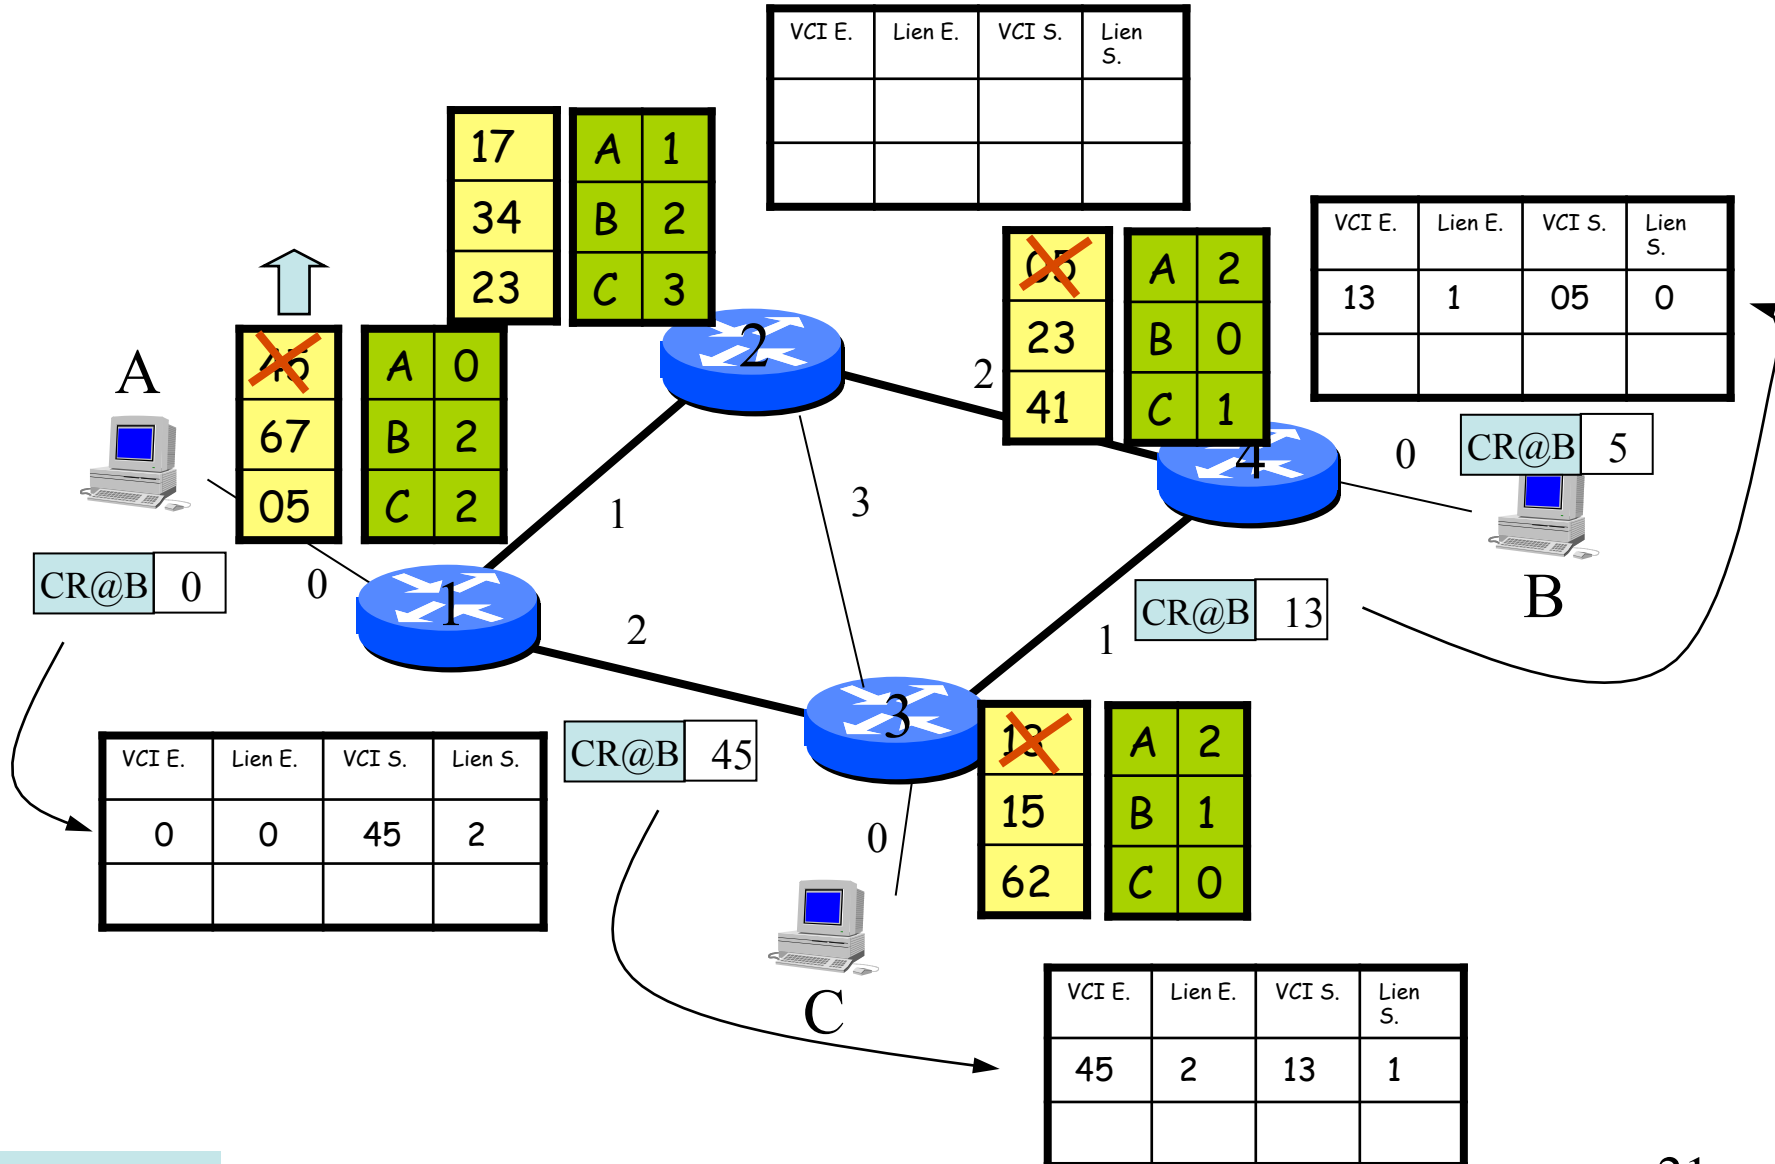 VCI E. Lien E. VCI S. Lien S.
17 A 1
34 B 2
23 C 3
VCI E. Lien E. VCI S. Lien S.
13 1 05 0
05 A 2
23 B 0
41 C 1
2
2
4
0
CR@B 5
B
A
45 A 0
67 B 2
05 C 2
1
3
CR@B 0
0
1
2
1
CR@B 13
3
CR@B 45
13 A 2
15 B 1
62 C 0
VCI E. Lien E. VCI S. Lien S.
0 0 45 2
0
C
VCI E. Lien E. VCI S. Lien S.
45 2 13 1